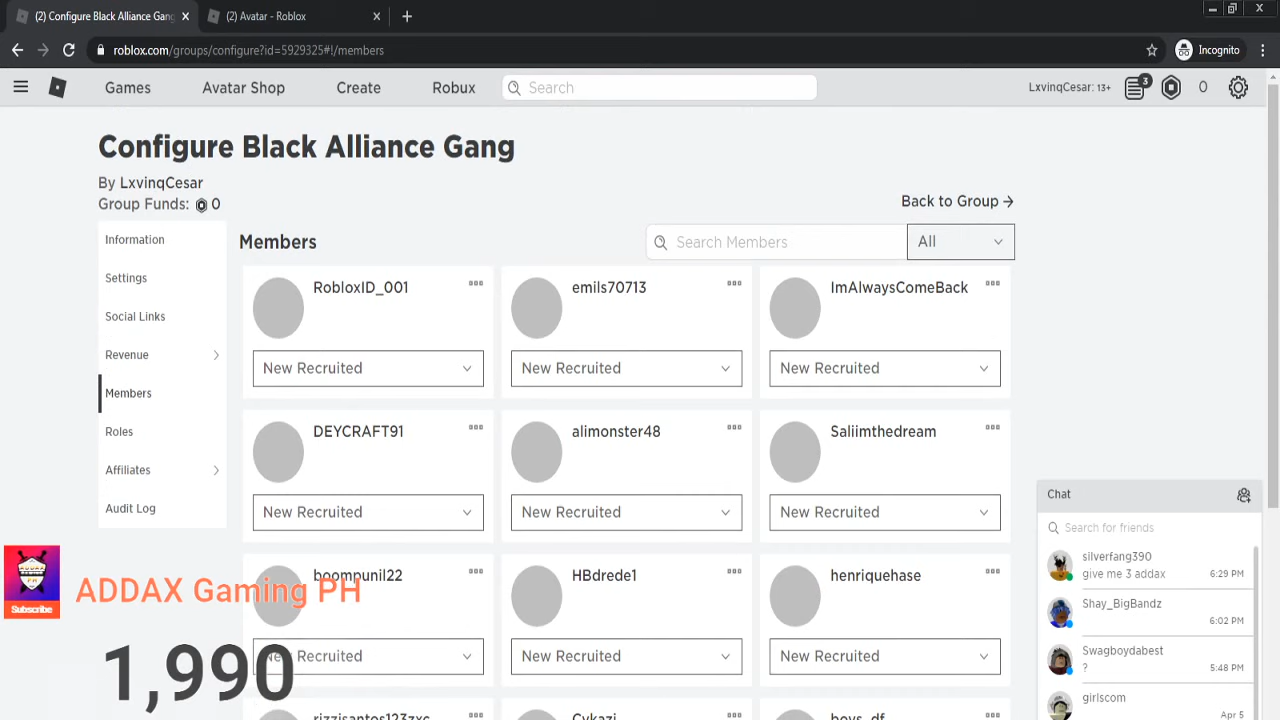 (2) Configure Black Alliance Gang
(2) Avatar - Roblox
roblox.com/groups/configure?id=5929325#!/members
Incognito
Games
Avatar Shop
Create
Robux
Search
LxvinqCesar: 13+
3
0
Configure Black Alliance Gang
By LxvinqCesar
Group Funds: 0
Back to Group →
Information
Settings
Social Links
Revenue
Members
Roles
Affiliates
Audit Log
Members
Search Members
All
RobloxID_001
emils70713
ImAlwaysComeBack
New Recruited
New Recruited
New Recruited
DEYCRAFT91
alimonster48
Saliimthedream
New Recruited
New Recruited
New Recruited
boompunil22
HBdrede1
henriquehase
New Recruited
New Recruited
New Recruited
rizzisantos123zxc
Cykazi
boys_df
Subscribe
ADDAX Gaming PH
1,990
Chat
Search for friends
silverfang390
give me 3 addax
6:29 PM
Shay_BigBandz
6:02 PM
Swagboydabest
?
5:48 PM
girlscom
Apr 5